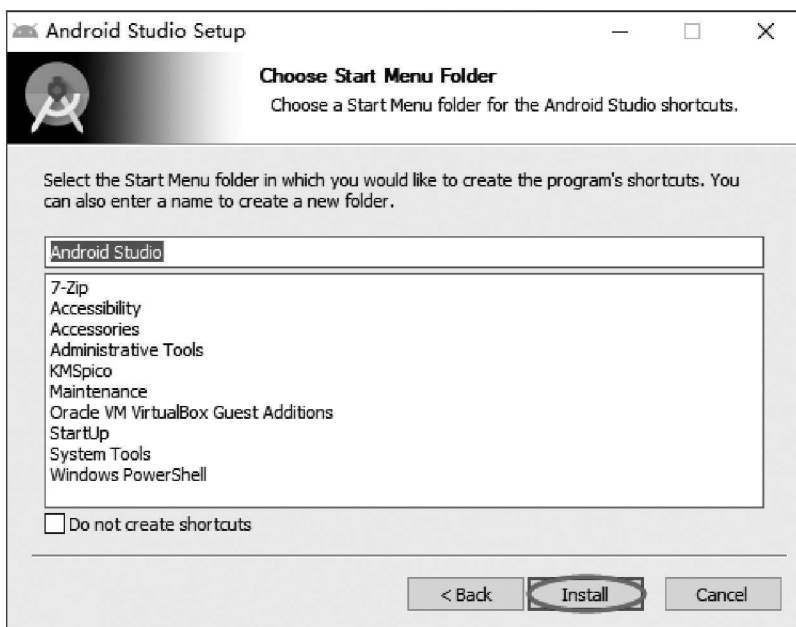 Android Studio Setup
Choose Start Menu Folder
Choose a Start Menu folder for the Android Studio shortcuts.
Select the Start Menu folder in which you would like to create the program's shortcuts. You
can also enter a name to create a new folder.
Android Studio
7-Zip
Accessibility
Accessories
Administrative Tools
KMSpico
Maintenance
Oracle VM VirtualBox Guest Additions
StartUp
System Tools
Windows PowerShell
Do not create shortcuts
< Back
Install
Cancel